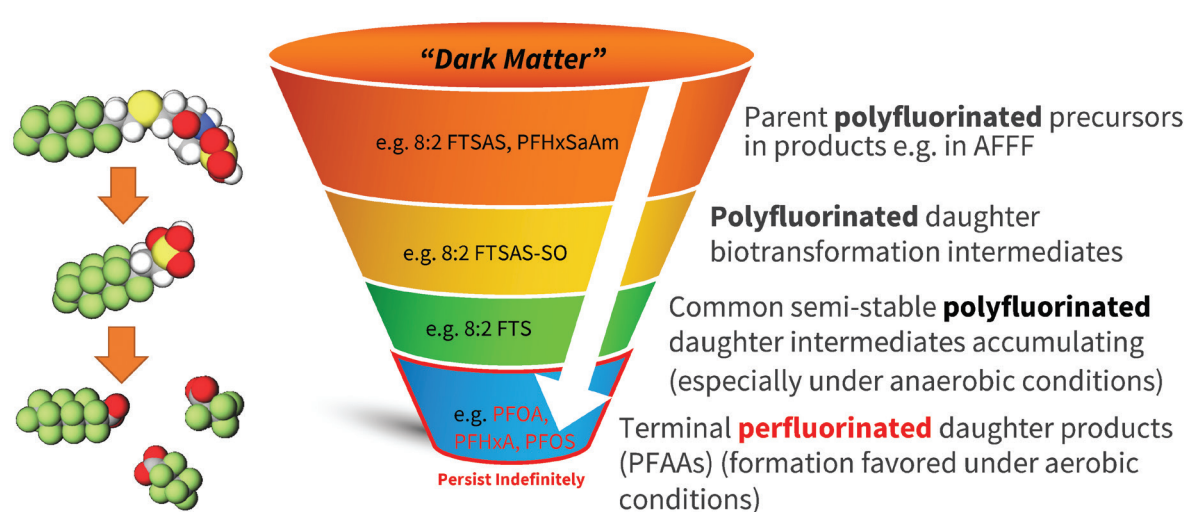 “Dark Matter”
e.g. 8:2 FTSAS, PFHxSaAm
Parent polyfluorinated precursors
in products e.g. in AFFF
e.g. 8:2 FTSAS-SO
Polyfluorinated daughter
biotransformation intermediates
e.g. 8:2 FTS
Common semi-stable polyfluorinated
daughter intermediates accumulating
(especially under anaerobic conditions)
e.g. PFOA,
PFHxA, PFOS
Terminal perfluorinated daughter products
(PFAAs) (formation favored under aerobic
conditions)
Persist Indefinitely